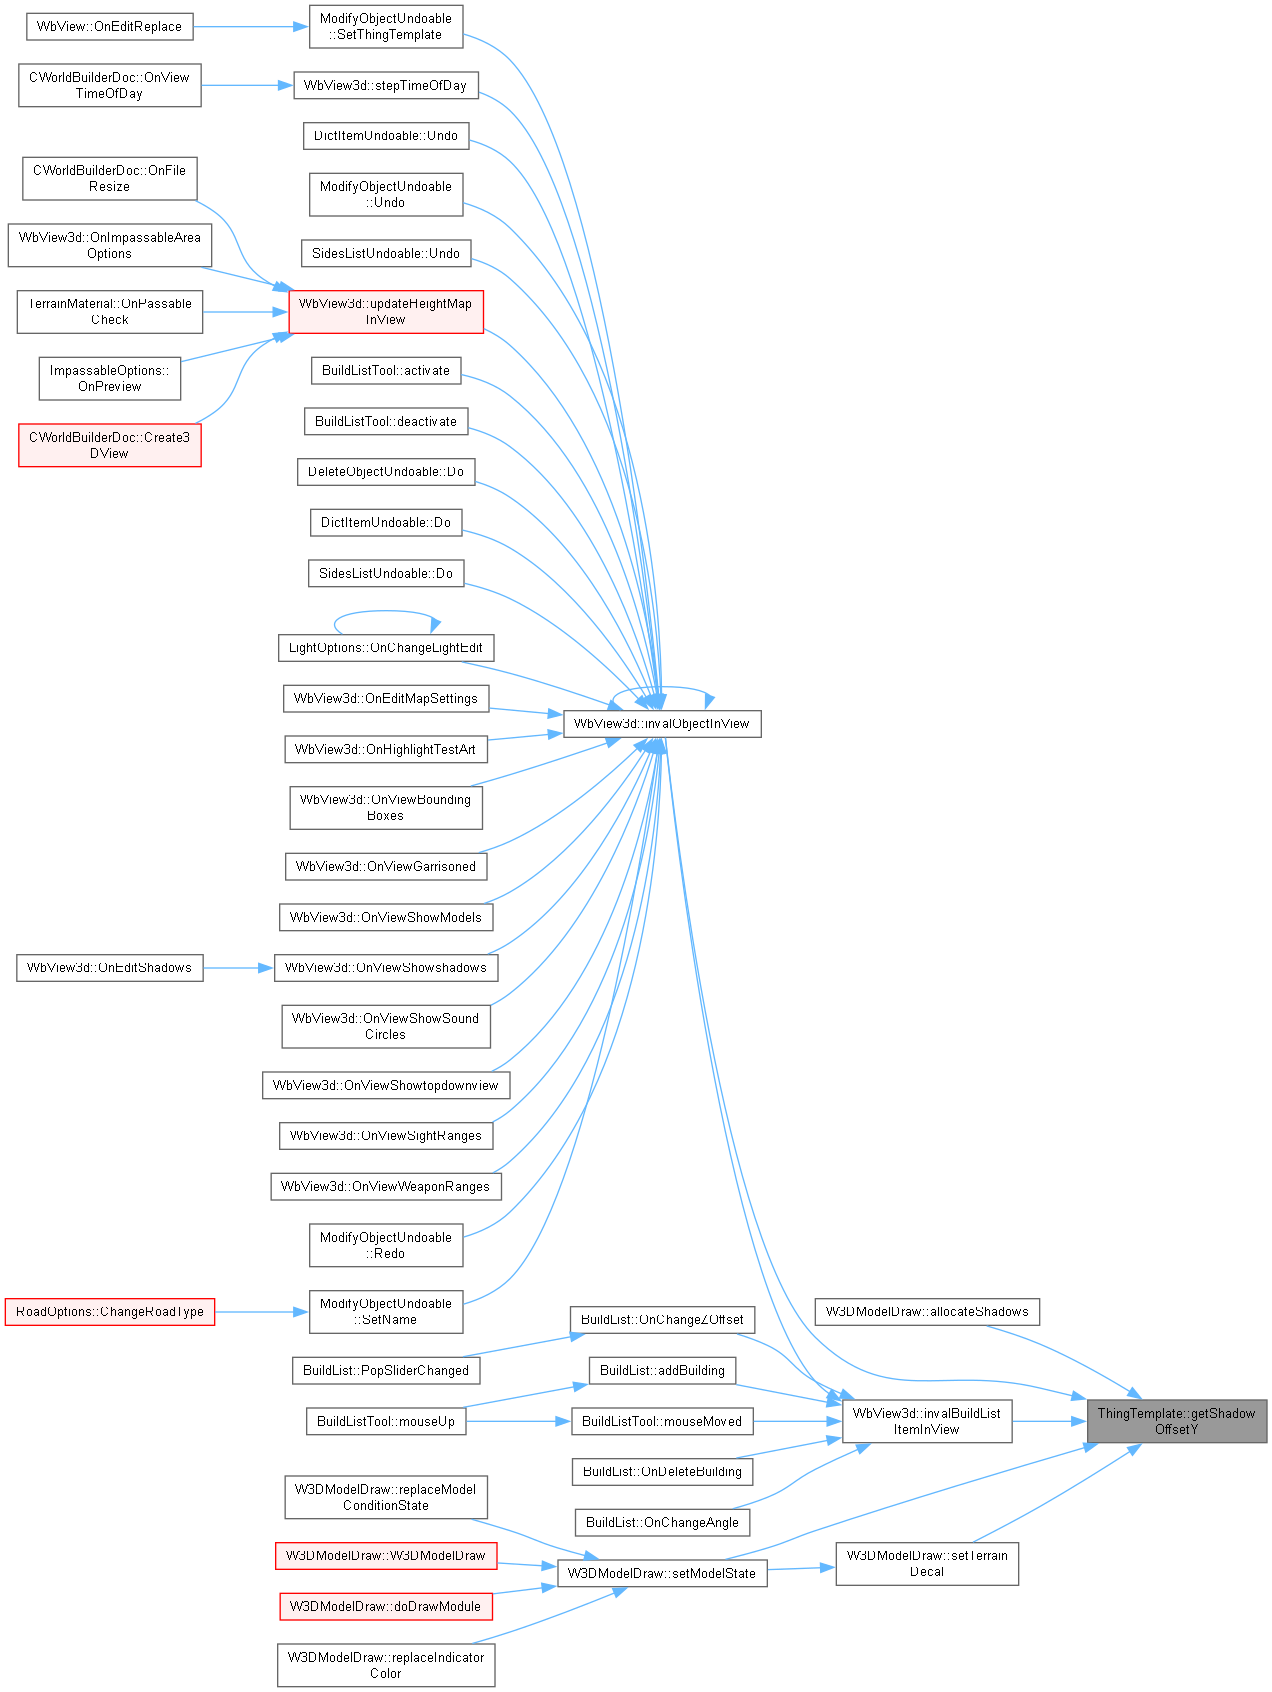 ModifyObjectUndoable
::SetThingTemplate
WbView::OnEditReplace
CWorldBuilderDoc::OnView
TimeOfDay
WbView3d::stepTimeOfDay
DictItemUndoable::Undo
CWorldBuilderDoc::OnFile
Resize
ModifyObjectUndoable
::Undo
WbView3d::OnImpassableArea
Options
SidesListUndoable::Undo
TerrainMaterial::OnPassable
Check
WbView3d::updateHeightMap
InView
ImpassableOptions::
OnPreview
BuildListTool::activate
BuildListTool::deactivate
CWorldBuilderDoc::Create3
DView
DeleteObjectUndoable::Do
DictItemUndoable::Do
SidesListUndoable::Do
LightOptions::OnChangeLightEdit
WbView3d::OnEditMapSettings
WbView3d::invalObjectInView
WbView3d::OnHighlightTestArt
WbView3d::OnViewBounding
Boxes
WbView3d::OnViewGarrisoned
WbView3d::OnViewShowModels
WbView3d::OnEditShadows
WbView3d::OnViewShowshadows
WbView3d::OnViewShowSound
Circles
WbView3d::OnViewShowtopdownview
WbView3d::OnViewSightRanges
WbView3d::OnViewWeaponRanges
ModifyObjectUndoable
::Redo
RoadOptions::ChangeRoadType
ModifyObjectUndoable
::SetName
BuildList::OnChangeZOffset
W3DModelDraw::allocateShadows
BuildList::PopSliderChanged
BuildList::addBuilding
BuildListTool::mouseUp
BuildListTool::mouseMoved
WbView3d::invalBuildList
ItemInView
ThingTemplate::getShadow
OffsetY
BuildList::OnDeleteBuilding
W3DModelDraw::replaceModel
ConditionState
BuildList::OnChangeAngle
W3DModelDraw::W3DModelDraw
W3DModelDraw::setModelState
W3DModelDraw::setTerrain
Decal
W3DModelDraw::doDrawModule
W3DModelDraw::replaceIndicator
Color